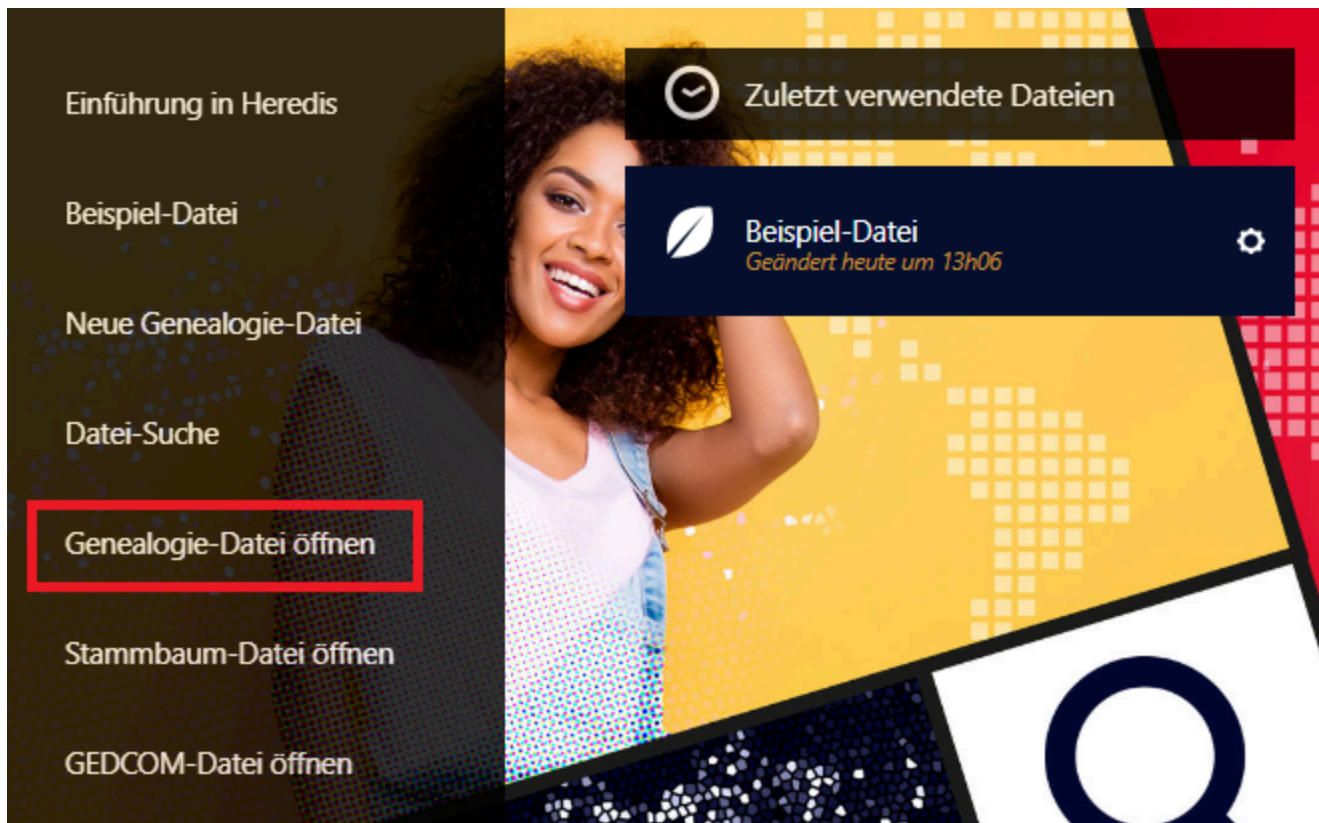 Einführung in Heredis
Beispiel-Datei
Neue Genealogie-Datei
Datei-Suche
Genealogie-Datei öffnen
Stammbaum-Datei öffnen
GEDCOM-Datei öffnen
Zuletzt verwendete Dateien
Beispiel-Datei
Geändert heute um 13h06